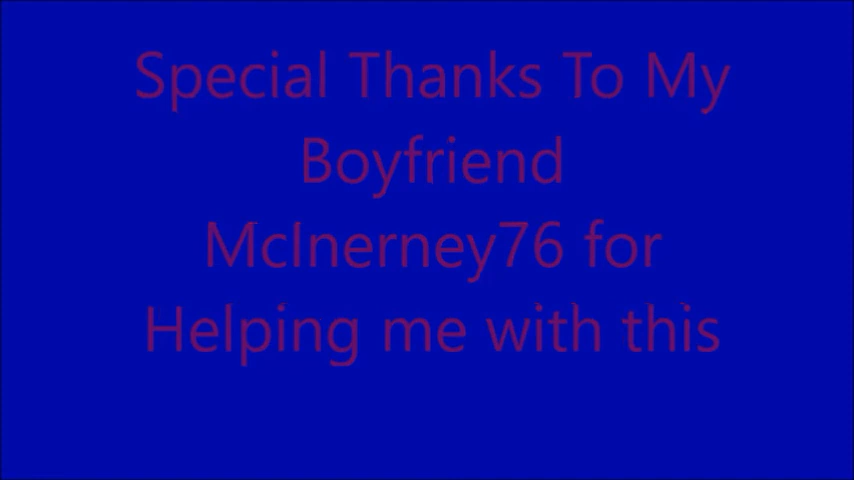 Special Thanks To My
Boyfriend
McInerney76 for
Helping me with this